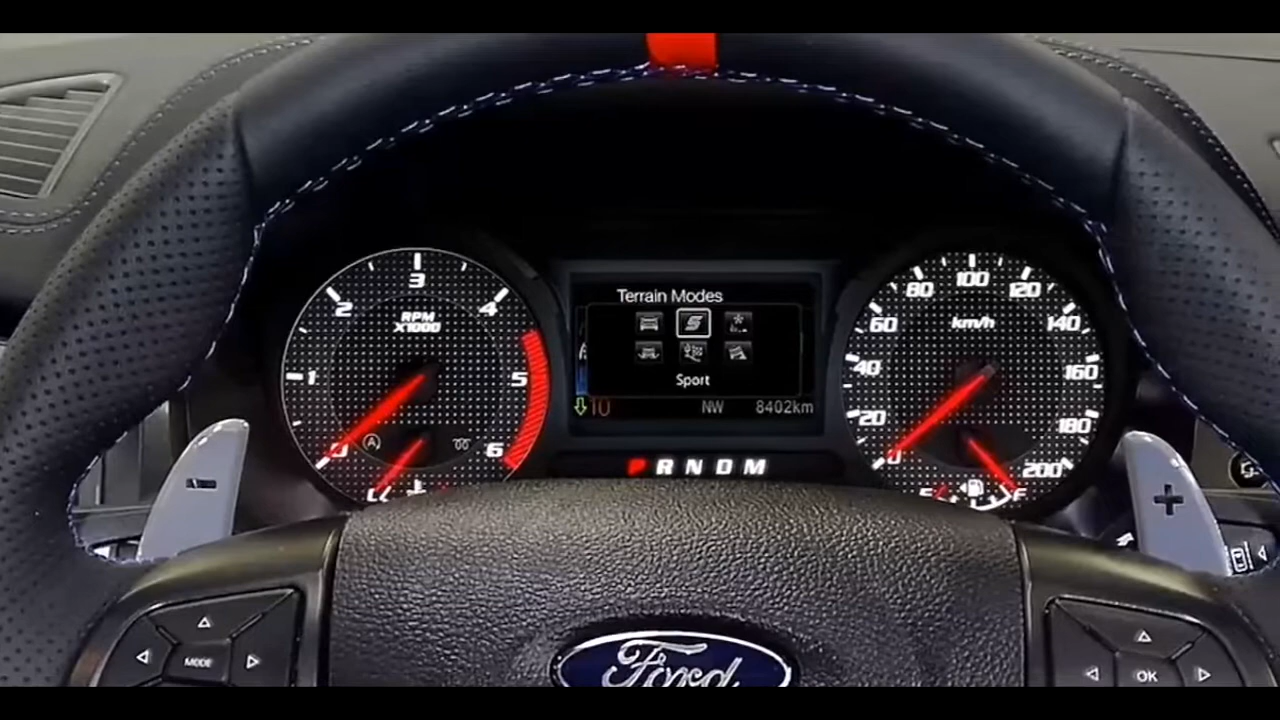 3
2
4
RPM
X1000
1
5
0
6
C
Terrain Modes
S
Sport
10
NW
8402km
P R N D M
100
80
120
60
km/h
140
40
160
20
180
0
200
E
F
-
+
MODE
OK
Ford